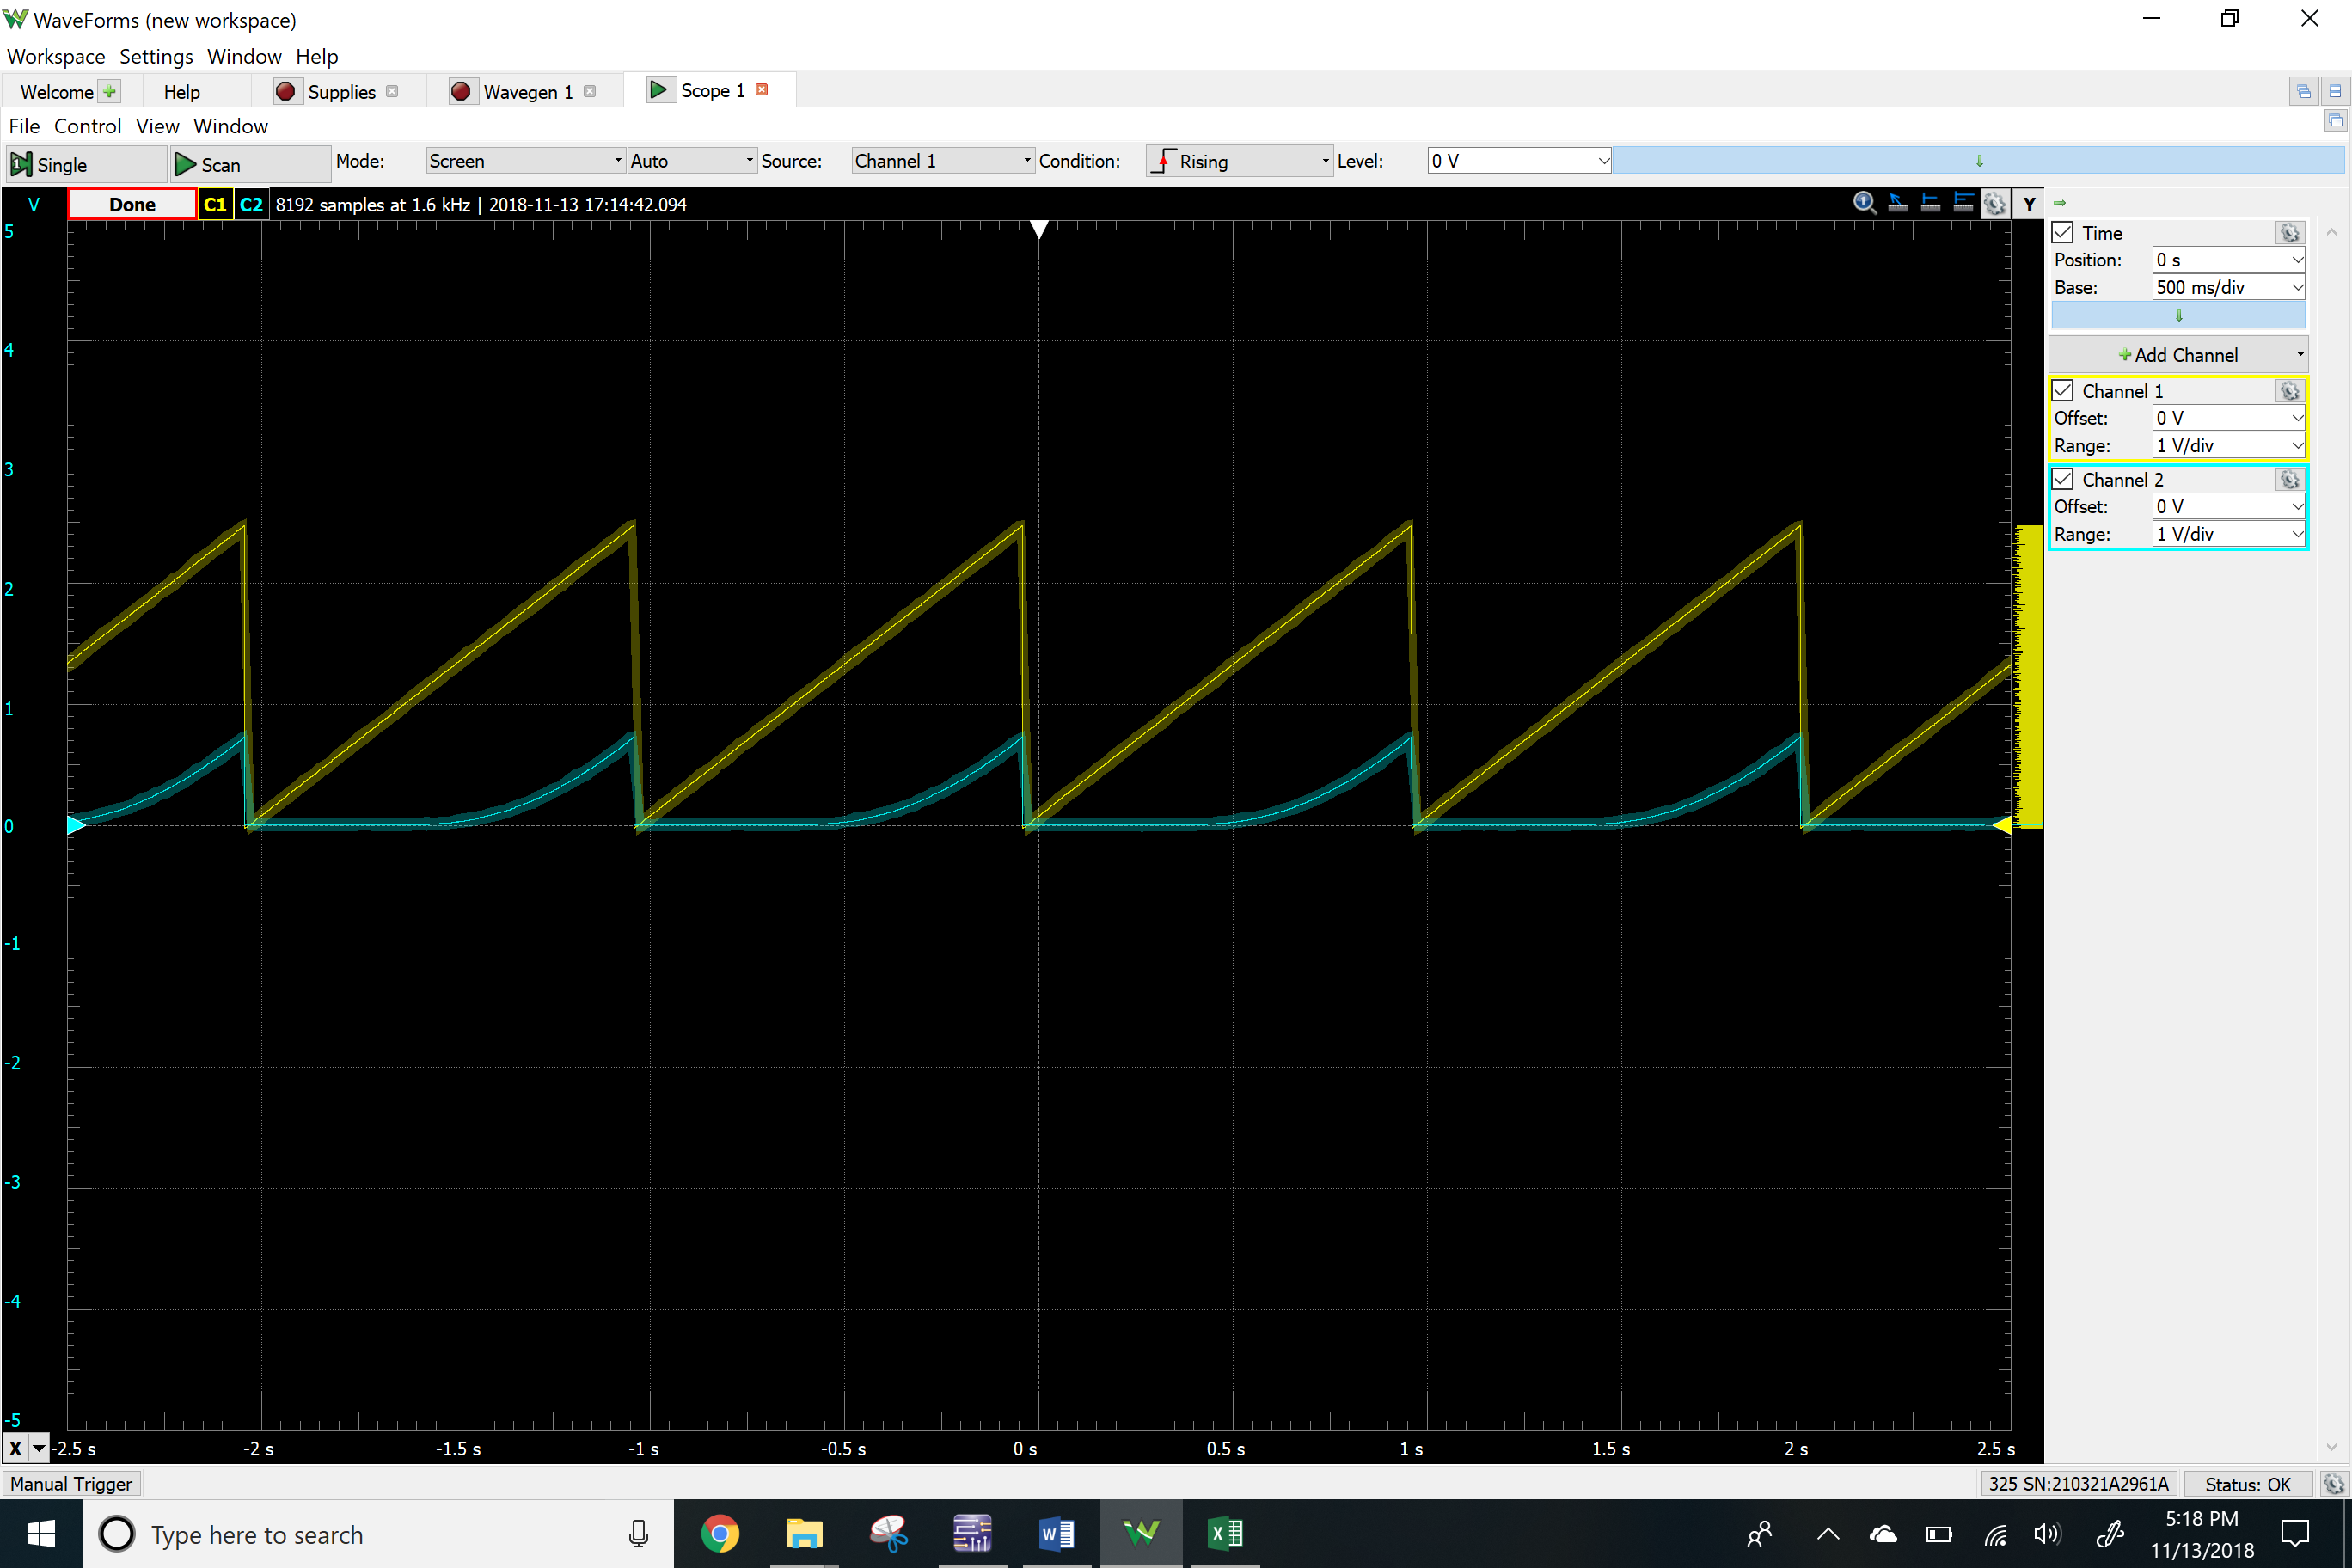 WaveForms (new workspace)
Workspace Settings Window Help
Welcome Help Supplies Wavegen 1 Scope 1
File Control View Window
Single Scan Mode: Screen Auto Source: Channel 1 Condition: Rising Level: 0 V
V Done C1 C2 8192 samples at 1.6 kHz | 2018-11-13 17:14:42.094 Y
Time
Position: 0 s
Base: 500 ms/div
Add Channel
Channel 1
Offset: 0 V
Range: 1 V/div
Channel 2
Offset: 0 V
Range: 1 V/div
5
4
3
2
1
0
-1
-2
-3
-4
-5
X -2.5 s -2 s -1.5 s -1 s -0.5 s 0 s 0.5 s 1 s 1.5 s 2 s 2.5 s
Manual Trigger 325 SN:210321A2961A Status: OK
Type here to search
5:18 PM
11/13/2018